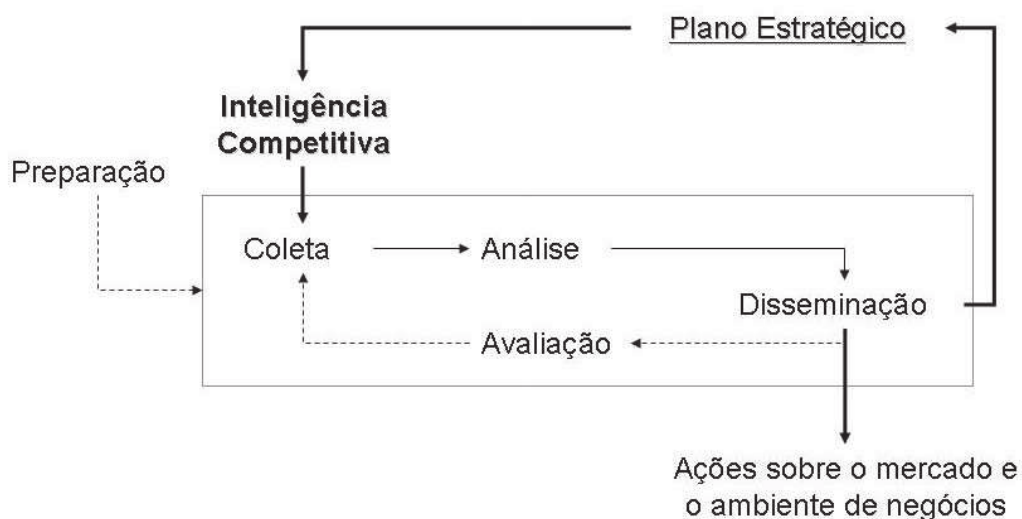 Plano Estratégico
Inteligência
Competitiva
Preparação
Coleta
Análise
Disseminação
Avaliação
Ações sobre o mercado e
o ambiente de negócios